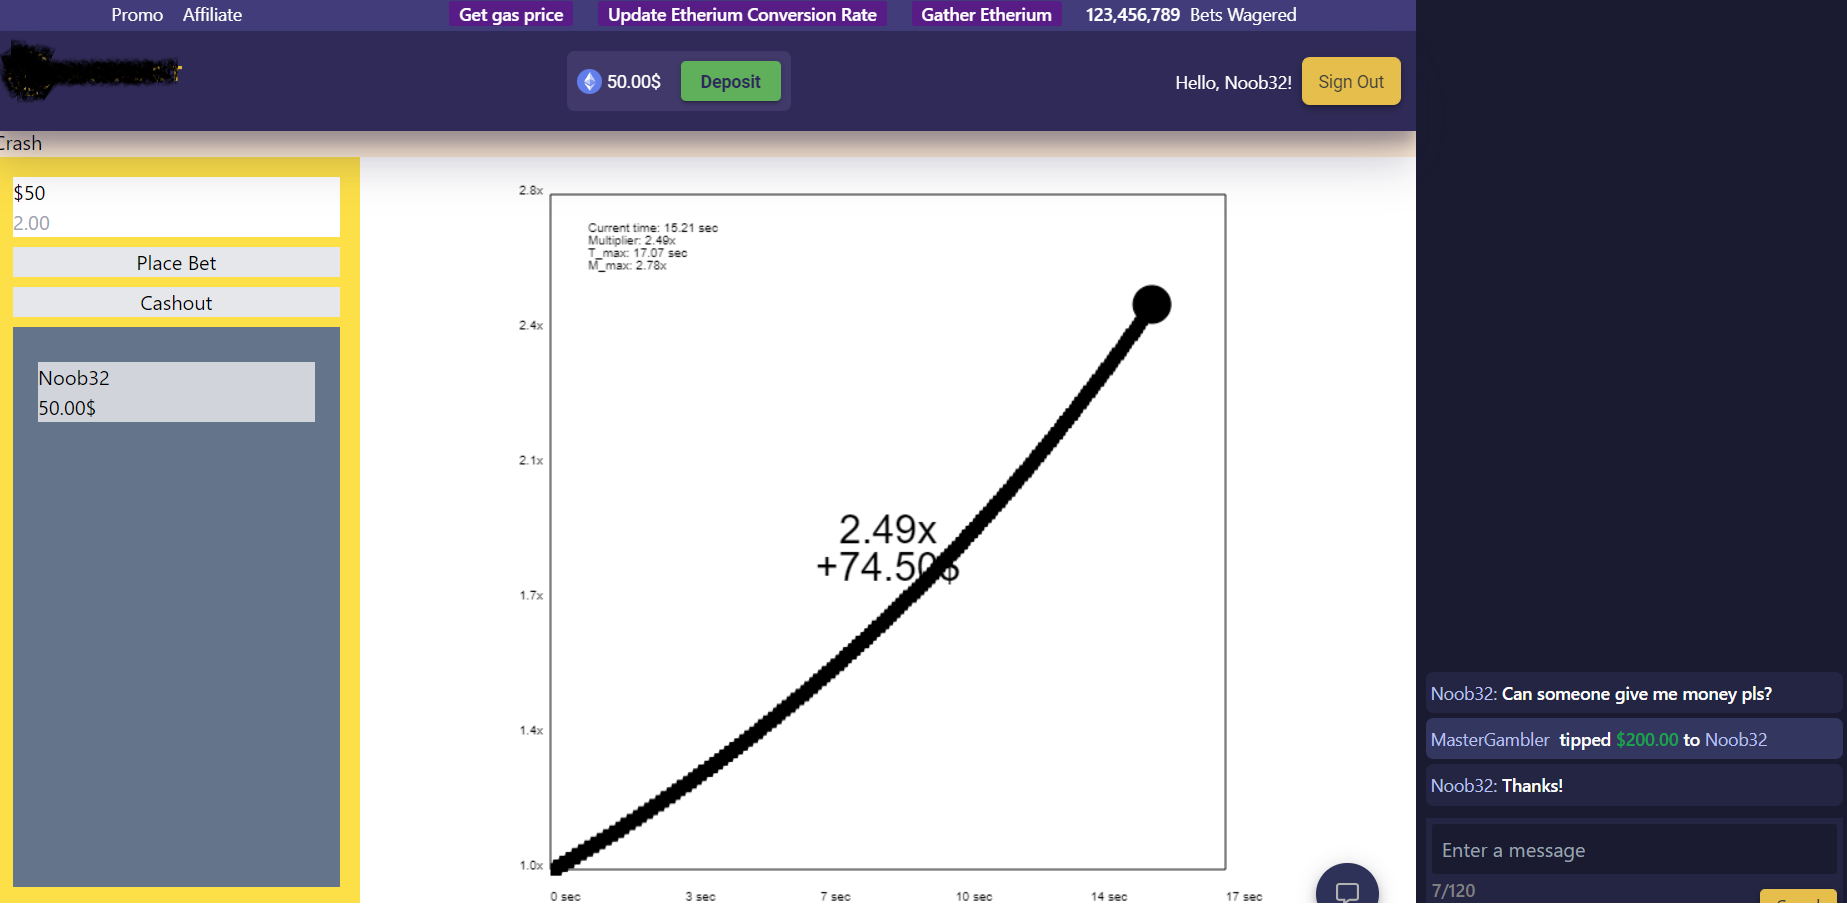 Promo Affiliate Get gas price Update Etherium Conversion Rate Gather Etherium 123,456,789 Bets Wagered
50.00$ Deposit Hello, Noob32! Sign Out
Crash
$50
2.00
Place Bet
Cashout
Noob32
50.00$
2.8x
Current time: 15.21 sec
Multiplier: 2.49x
T_max: 17.07 sec
M_max: 2.78x
2.4x
2.1x
2.49x
+74.50$
1.7x
1.4x
1.0x
0 sec 3 sec 7 sec 10 sec 14 sec 17 sec
Noob32: Can someone give me money pls?
MasterGambler tipped $200.00 to Noob32
Noob32: Thanks!
Enter a message
7/120